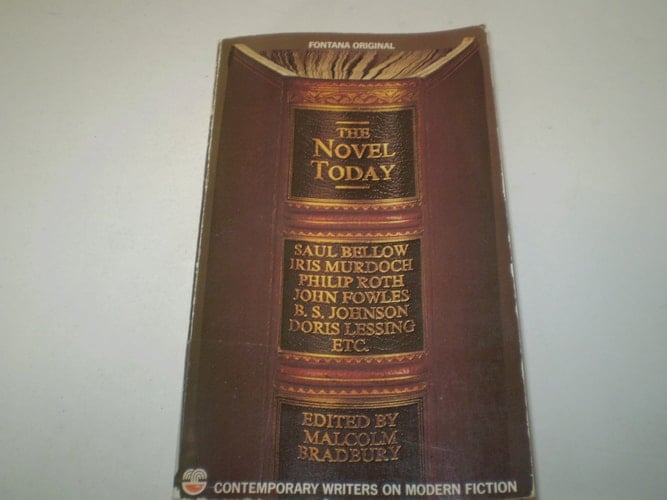 FONTANA ORIGINAL
THE
NOVEL
TODAY
SAUL BELLOW
IRIS MURDOCH
PHILIP ROTH
JOHN FOWLES
B. S. JOHNSON
DORIS LESSING
ETC.
EDITED BY
MALCOLM
BRADBURY
CONTEMPORARY WRITERS ON MODERN FICTION